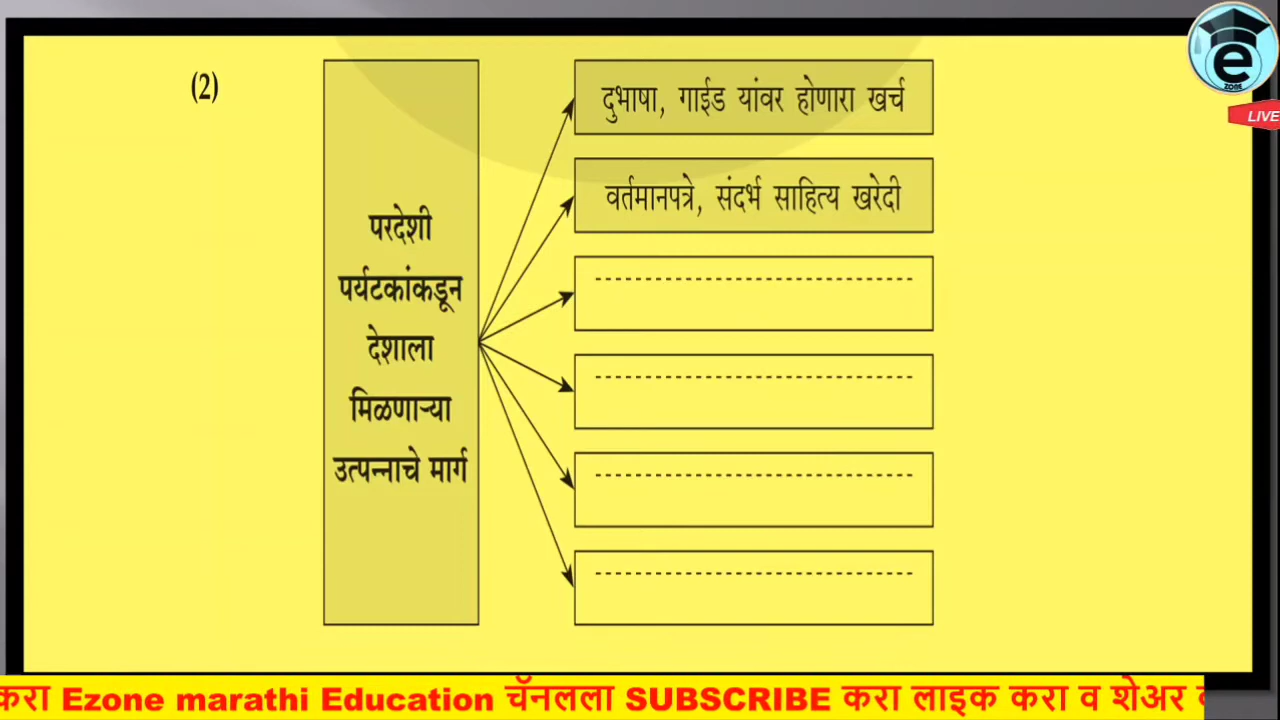 (2)
परदेशी
पर्यटकांकडून
देशाला
मिळणाऱ्या
उत्पन्नाचे मार्ग
दुभाषा, गाईड यांवर होणारा खर्च
वर्तमानपत्रे, संदर्भ साहित्य खरेदी
e
ZONE
LIVE
करा Ezone marathi Education चॅनलला SUBSCRIBE करा लाइक करा व शेअर